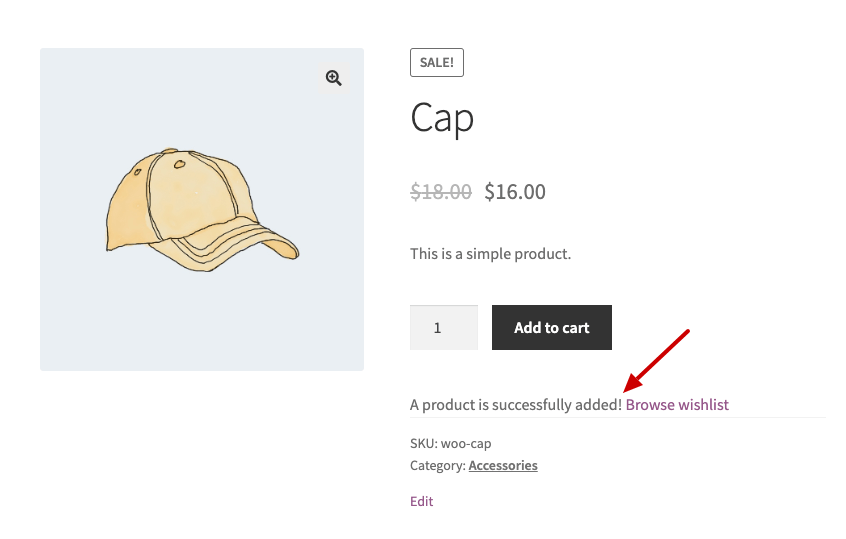 SALE!
Cap
$18.00 $16.00
This is a simple product.
1 Add to cart
A product is successfully added! Browse wishlist
SKU: woo-cap
Category: Accessories
Edit